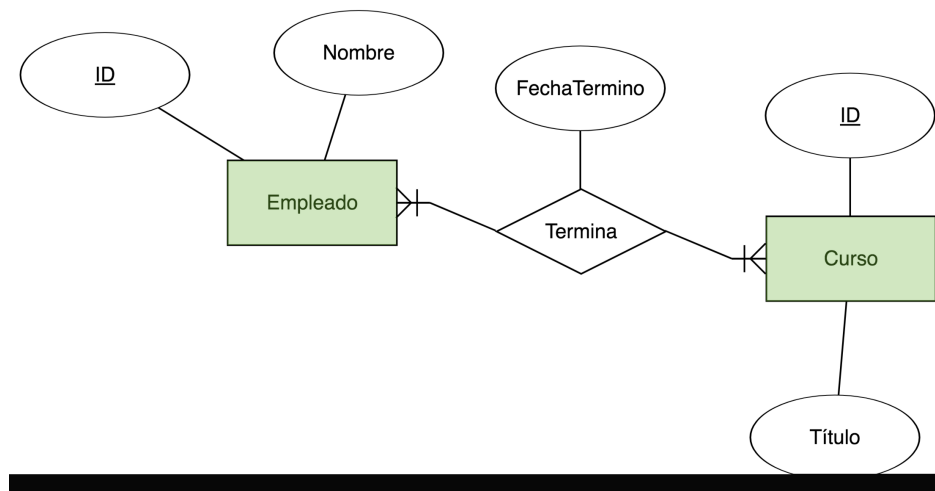 ID
Nombre
FechaTermino
ID
Empleado
Termina
Curso
Título